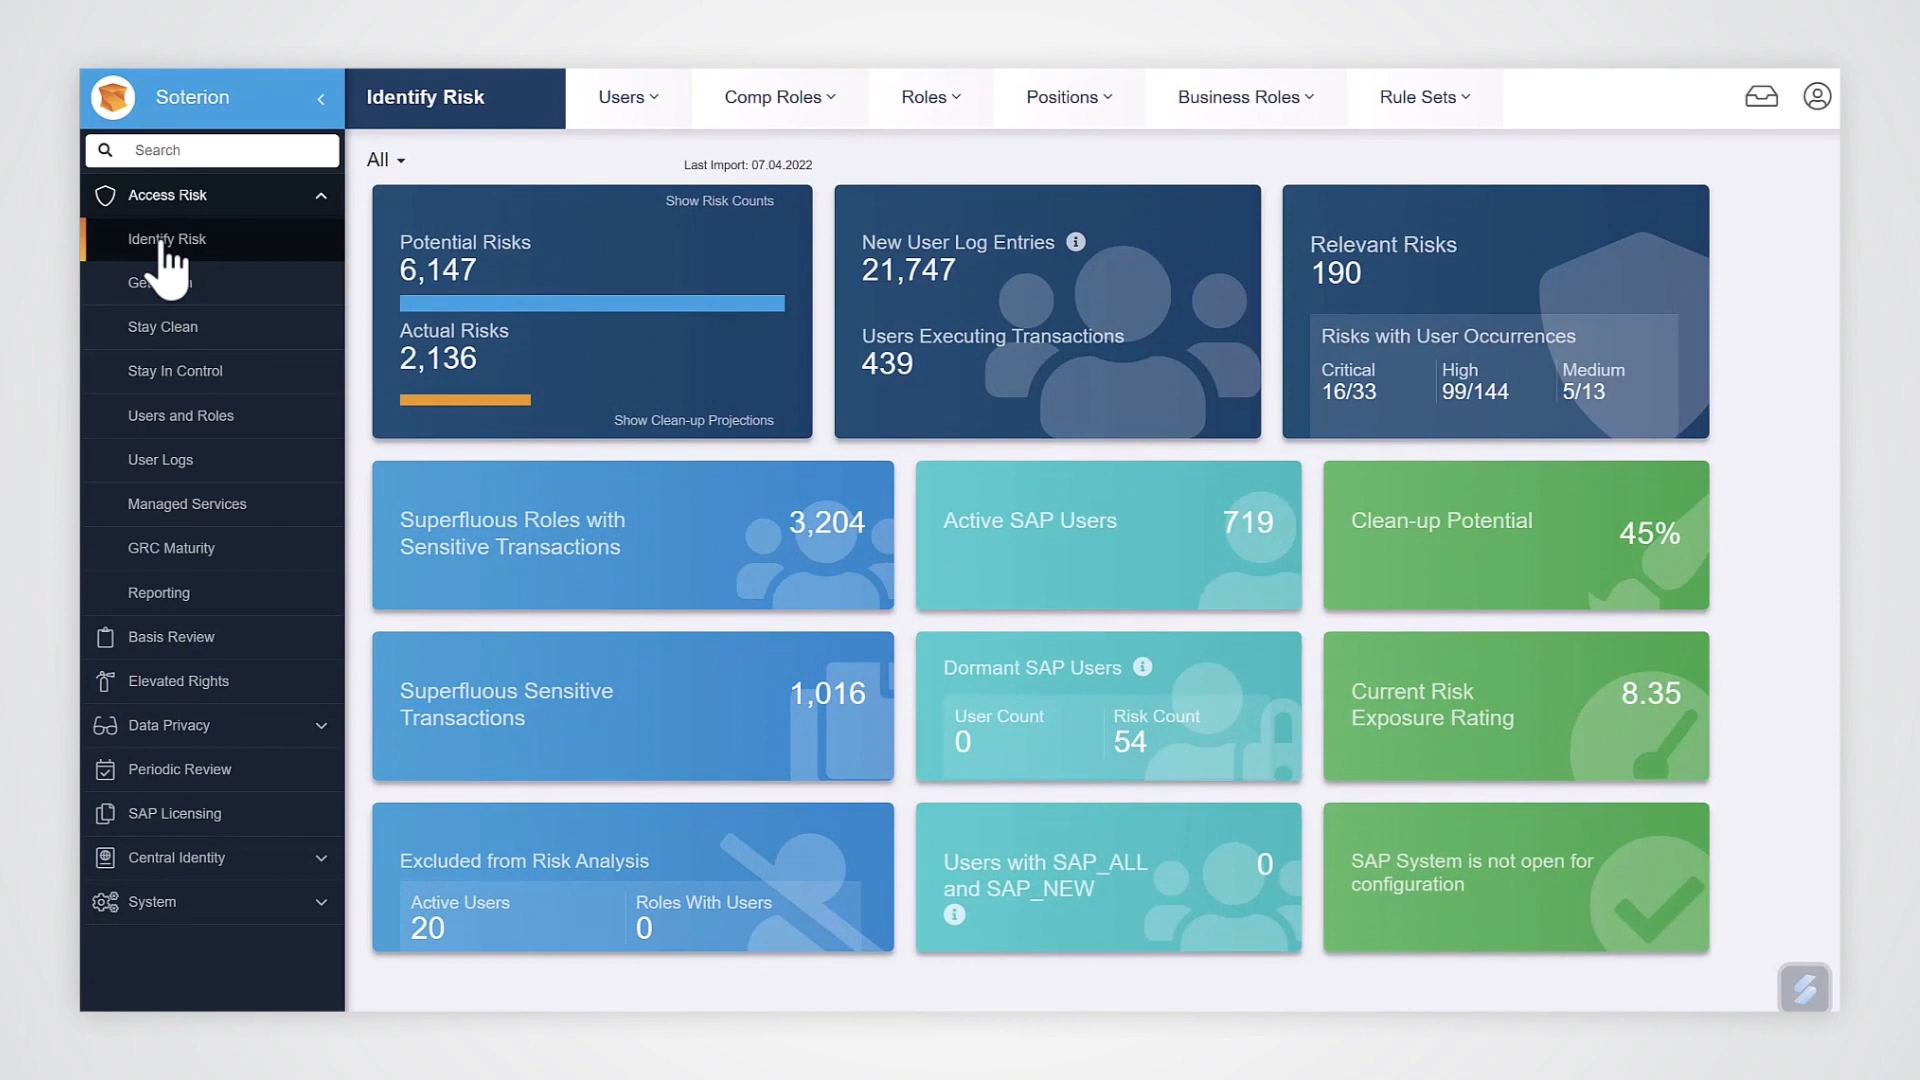 Soterion
Identify Risk
Users
Comp Roles
Roles
Positions
Business Roles
Rule Sets
Search
Access Risk
Identify Risk
Stay Clean
Stay In Control
Users and Roles
User Logs
Managed Services
GRC Maturity
Reporting
Basis Review
Elevated Rights
Data Privacy
Periodic Review
SAP Licensing
Central Identity
System
All
Last Import: 07.04.2022
Show Risk Counts
Potential Risks
6,147
Actual Risks
2,136
Show Clean-up Projections
New User Log Entries
21,747
Users Executing Transactions
439
Relevant Risks
190
Risks with User Occurrences
Critical High Medium
16/33 99/144 5/13
Superfluous Roles with
Sensitive Transactions
3,204
Active SAP Users
719
Clean-up Potential
45%
Superfluous Sensitive
Transactions
1,016
Dormant SAP Users
User Count Risk Count
0 54
Current Risk
Exposure Rating
8.35
Excluded from Risk Analysis
Active Users Roles With Users
20 0
Users with SAP_ALL
and SAP_NEW
0
SAP System is not open for
configuration